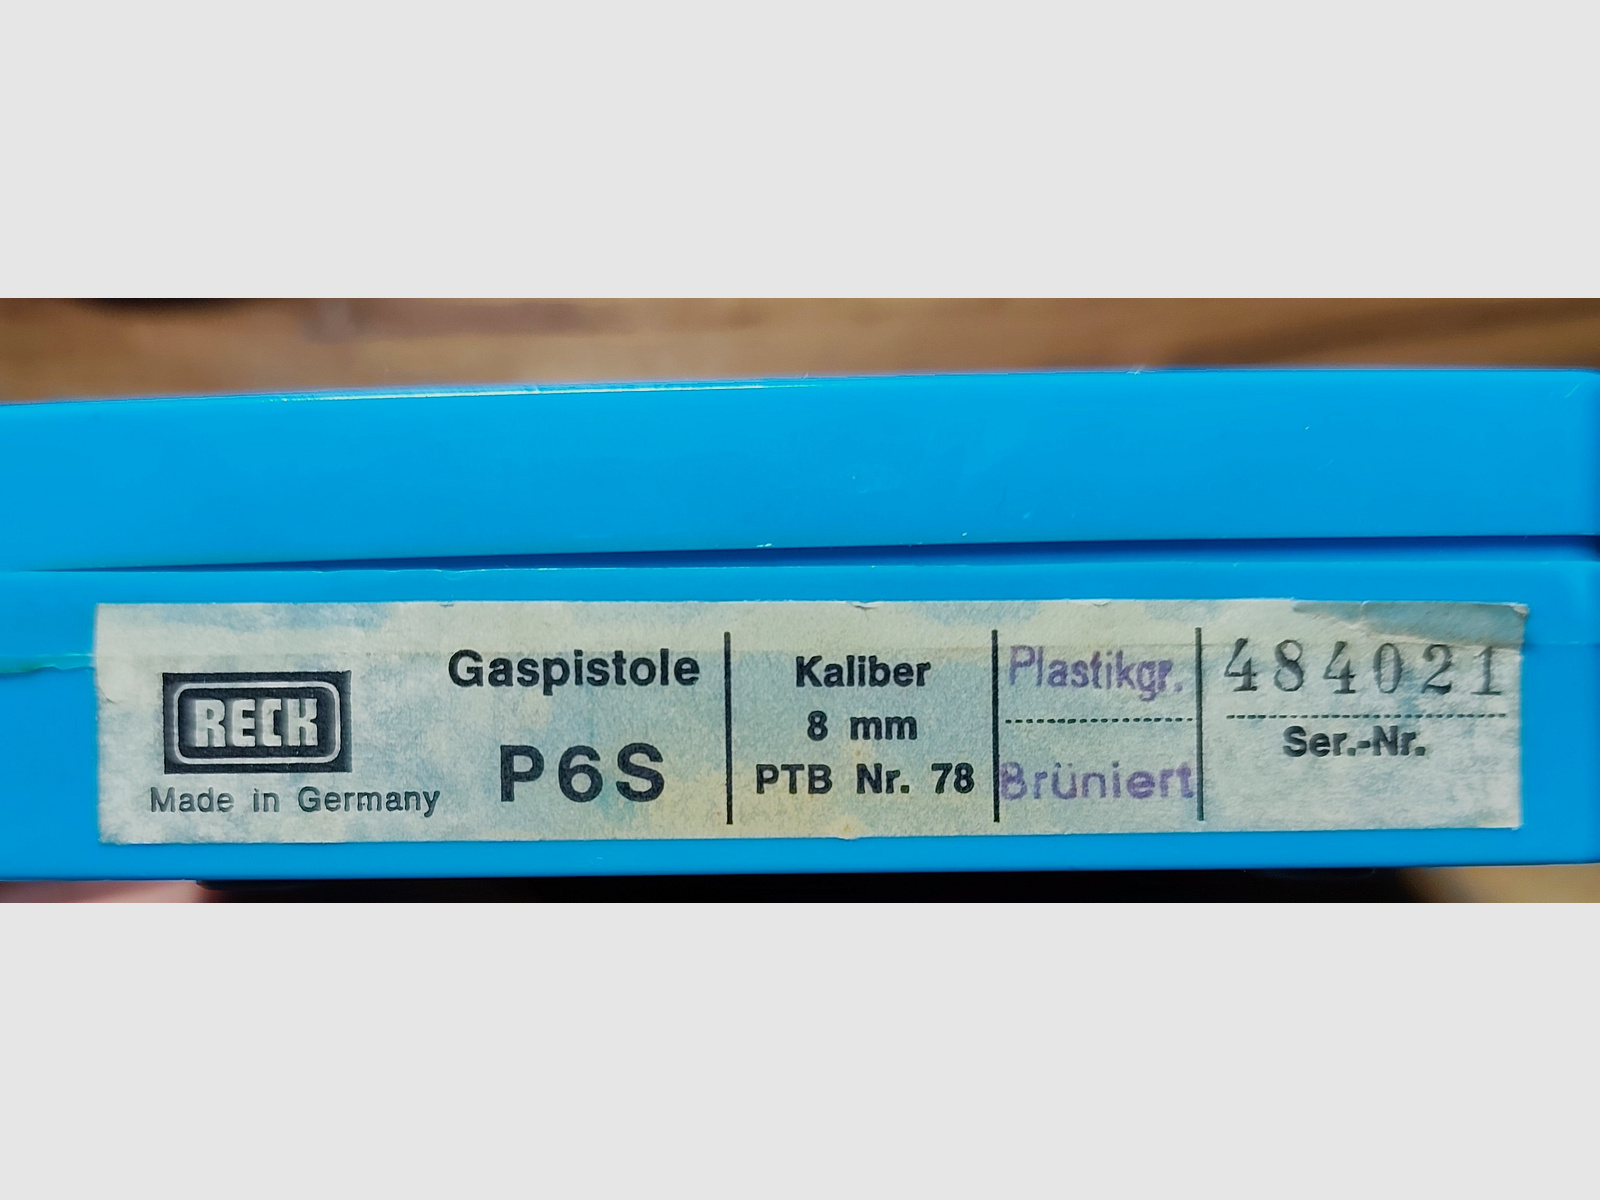 RECK
Made in Germany
Gaspistole
P6S
Kaliber
8 mm
PTB Nr. 78
Plastikgr.
Brüniert
484021
Ser.-Nr.